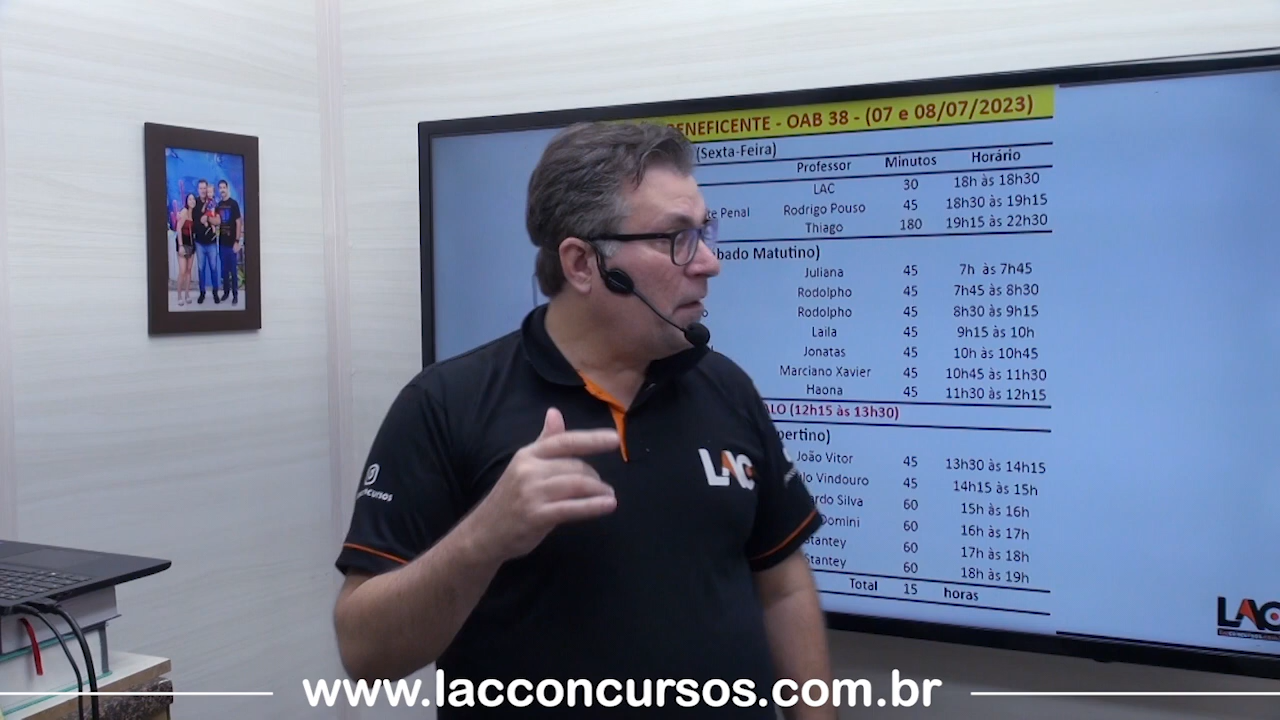 BENEFICENTE - OAB 38 - (07 e 08/07/2023)
(Sexta-Feira)
Professor Minutos Horário
LAC 30 18h às 18h30
Penal Rodrigo Pouso 45 18h30 às 19h15
Thiago 180 19h15 às 22h30
Matutino)
Juliana 45 7h às 7h45
Rodolpho 45 7h45 às 8h30
Rodolpho 45 8h30 às 9h15
Laila 45 9h15 às 10h
Jonatas 45 10h às 10h45
Marciano Xavier 45 10h45 às 11h30
Haona 45 11h30 às 12h15
(12h15 às 13h30)
João Vitor 45 13h30 às 14h15
Vindouro 45 14h15 às 15h
Silva 60 15h às 16h
Domini 60 16h às 17h
Stantey 60 17h às 18h
Stantey 60 18h às 19h
Total 15 horas
LAC
LAC
www.lacconcursos.com.br